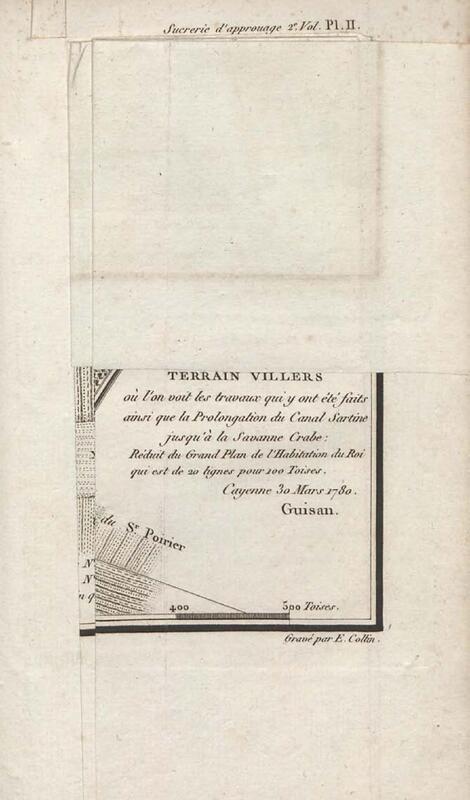 Sucrerie d'approuage 2e. Vol. Pl. II.
TERRAIN VILLERS
où l'on voit les travaux qui y ont été faits
ainsi que la Prolongation du Canal Sartine
jusqu'à la Savanne Crabe:
Réduit du Grand Plan de l'Habitation du Roi
qui est de 20 lignes pour 100 Toises.
Cayenne 30 Mars 1780.
Guisan.
du Sr. Poirier
N
N
400 500 Toises.
Gravé par E. Collin.